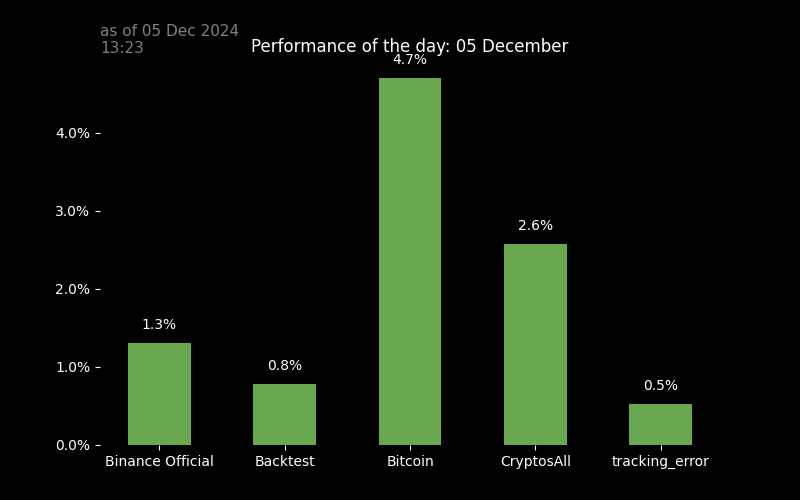 as of 05 Dec 2024
13:23
Performance of the day: 05 December
4.7%
4.0%
3.0%
2.6%
2.0%
1.3%
1.0%
0.8%
0.5%
0.0%
Binance Official
Backtest
Bitcoin
CryptosAll
tracking_error